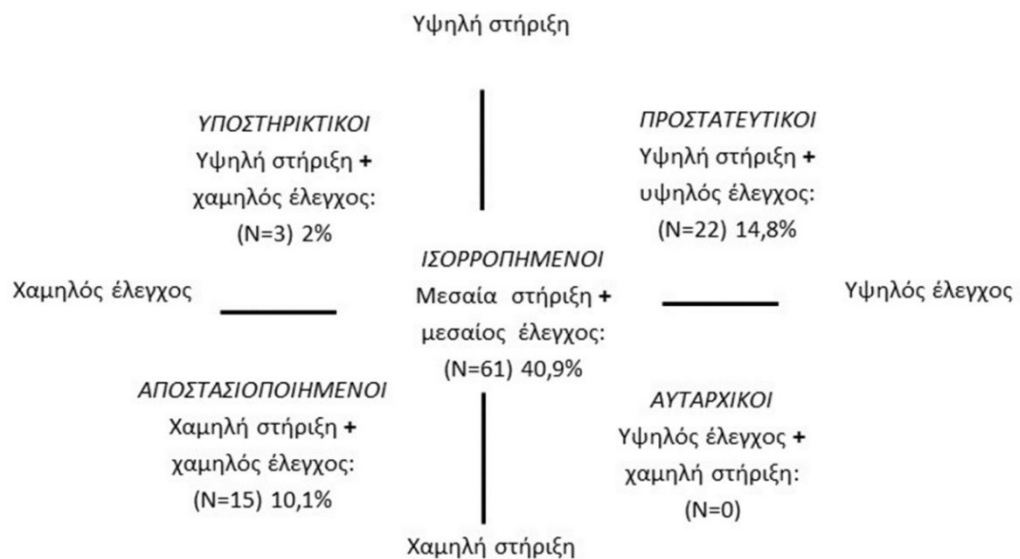 Υψηλή στήριξη
ΥΠΟΣΤΗΡΙΚΤΙΚΟΙ
Υψηλή στήριξη +
χαμηλός έλεγχος:
(Ν=3) 2%
ΠΡΟΣΤΑΤΕΥΤΙΚΟΙ
Υψηλή στήριξη +
υψηλός έλεγχος:
(Ν=22) 14,8%
Χαμηλός έλεγχος
ΙΣΟΡΡΟΠΗΜΕΝΟΙ
Μεσαία στήριξη +
μεσαίος έλεγχος:
(Ν=61) 40,9%
Υψηλός έλεγχος
ΑΠΟΣΤΑΣΙΟΠΟΙΗΜΕΝΟΙ
Χαμηλή στήριξη +
χαμηλός έλεγχος:
(Ν=15) 10,1%
ΑΥΤΑΡΧΙΚΟΙ
Υψηλός έλεγχος +
χαμηλή στήριξη:
(Ν=0)
Χαμηλή στήριξη